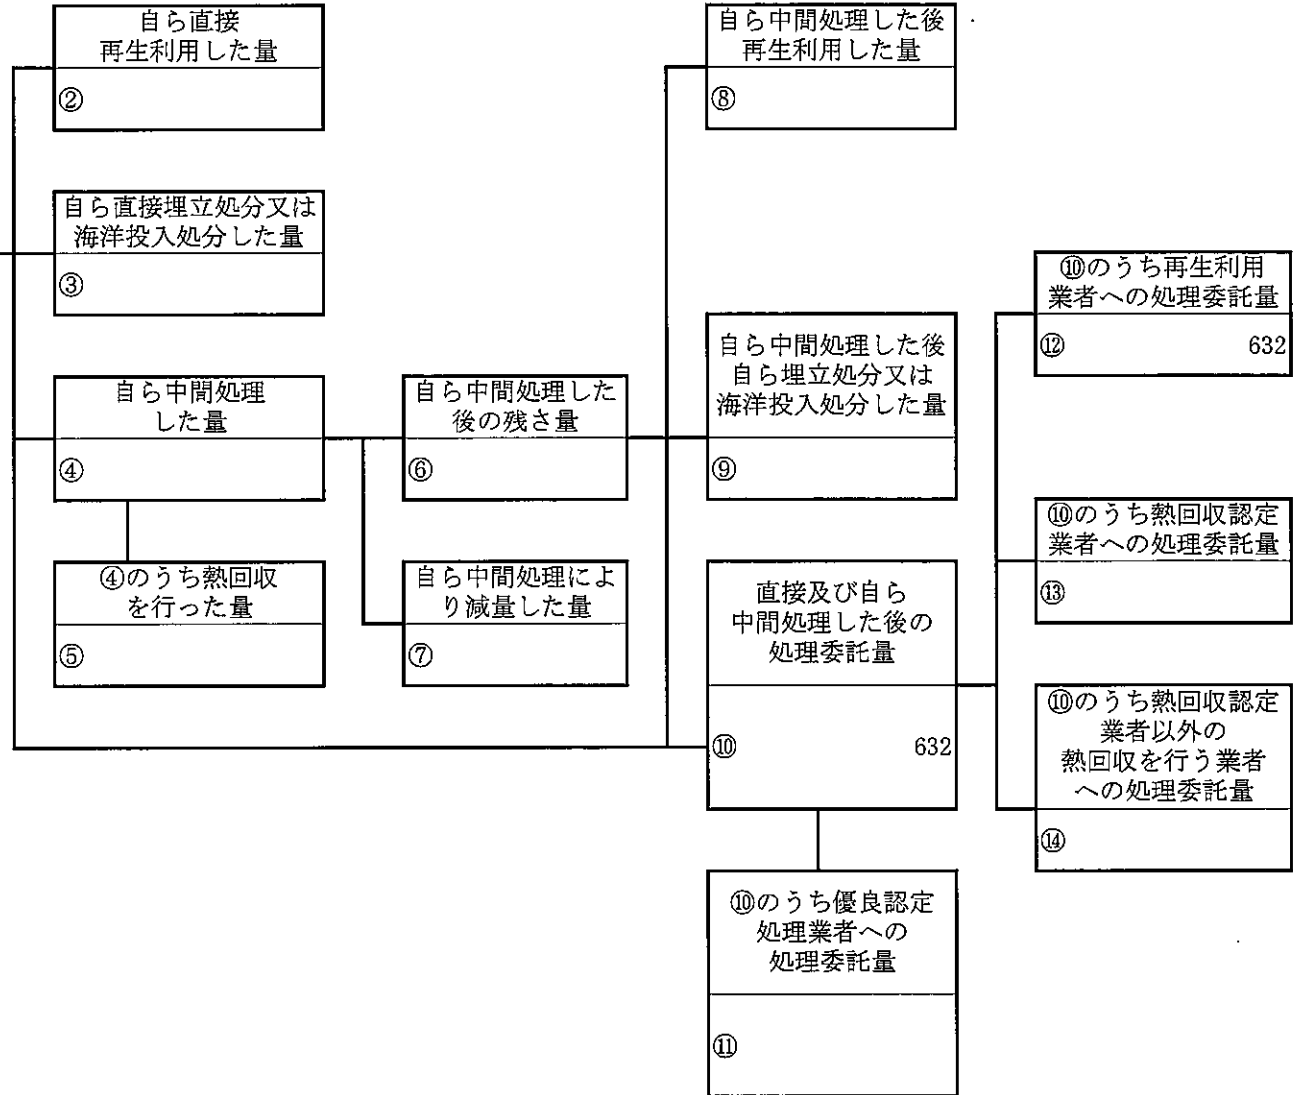 自ら直接
再生利用した量
②
自ら直接埋立処分又は
海洋投入処分した量
③
自ら中間処理
した量
④
④のうち熱回収
を行った量
⑤
自ら中間処理した
後の残さ量
⑥
自ら中間処理によ
り減量した量
⑦
自ら中間処理した後
再生利用した量
⑧
自ら中間処理した後
自ら埋立処分又は
海洋投入処分した量
⑨
直接及び自ら
中間処理した後の
処理委託量
⑩ 632
⑩のうち優良認定
処理業者への
処理委託量
⑪
⑩のうち再生利用
業者への処理委託量
⑫ 632
⑩のうち熱回収認定
業者への処理委託量
⑬
⑩のうち熱回収認定
業者以外の
熱回収を行う業者
への処理委託量
⑭